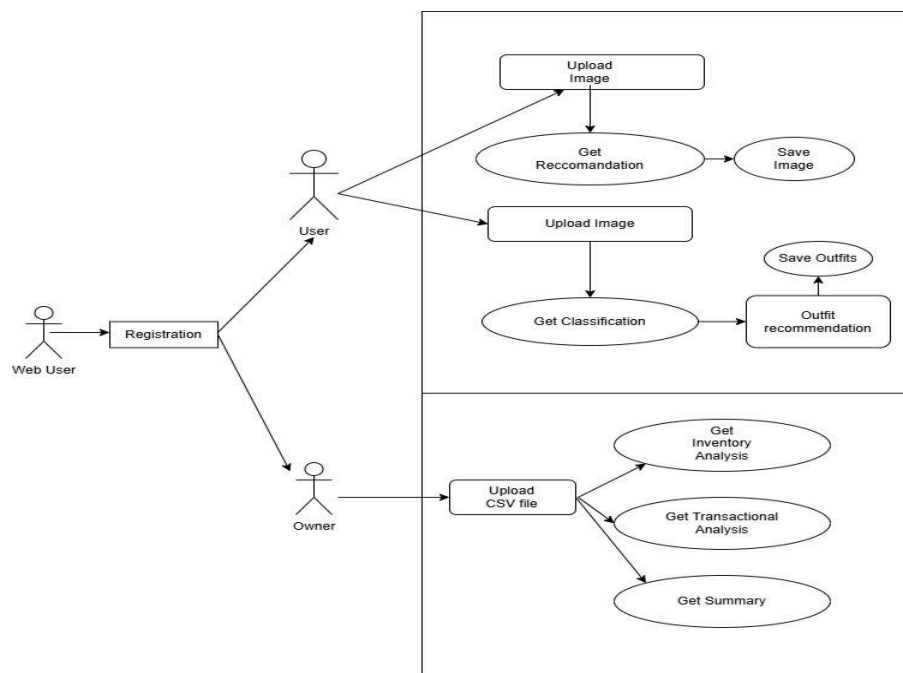 Upload
Image
Get
Reccomandation
Save
Image
User
Upload Image
Save Outfits
Get Classification
Outfit
recommendation
Web User
Registration
Owner
Upload
CSV file
Get
Inventory
Analysis
Get Transactional
Analysis
Get Summary